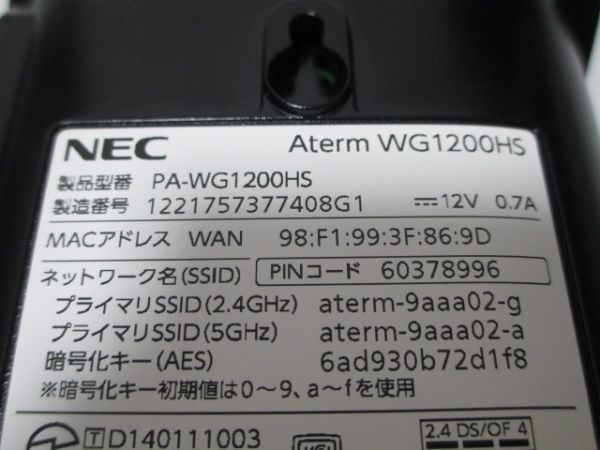 NEC Aterm WG1200HS
製品型番 PA-WG1200HS
製造番号 1221757377408G1 12V 0.7A
MACアドレス WAN 98:F1:99:3F:86:9D
ネットワーク名(SSID) PINコード 60378996
プライマリSSID(2.4GHz) aterm-9aaa02-g
プライマリSSID(5GHz) aterm-9aaa02-a
暗号化キー(AES) 6ad930b72d1f8
※暗号化キー初期値は0～9、a～fを使用
T D140111003 2.4 DS/OF 4